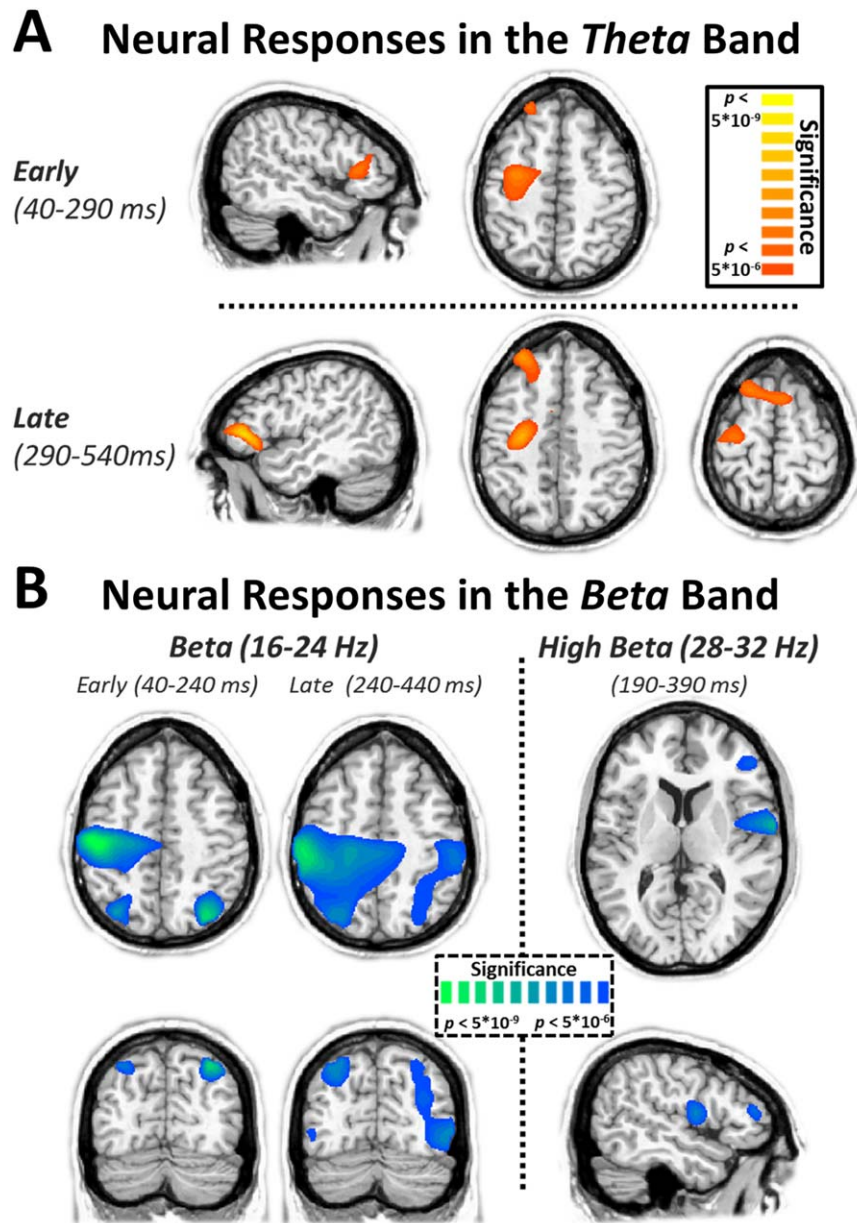 A Neural Responses in the Theta Band
p <
5*10-9
Significance
p <
5*10-6
Early
(40-290 ms)
Late
(290-540ms)
B Neural Responses in the Beta Band
Beta (16-24 Hz)
High Beta (28-32 Hz)
Early (40-240 ms)
Late (240-440 ms)
(190-390 ms)
Significance
p < 5*10-9
p < 5*10-6